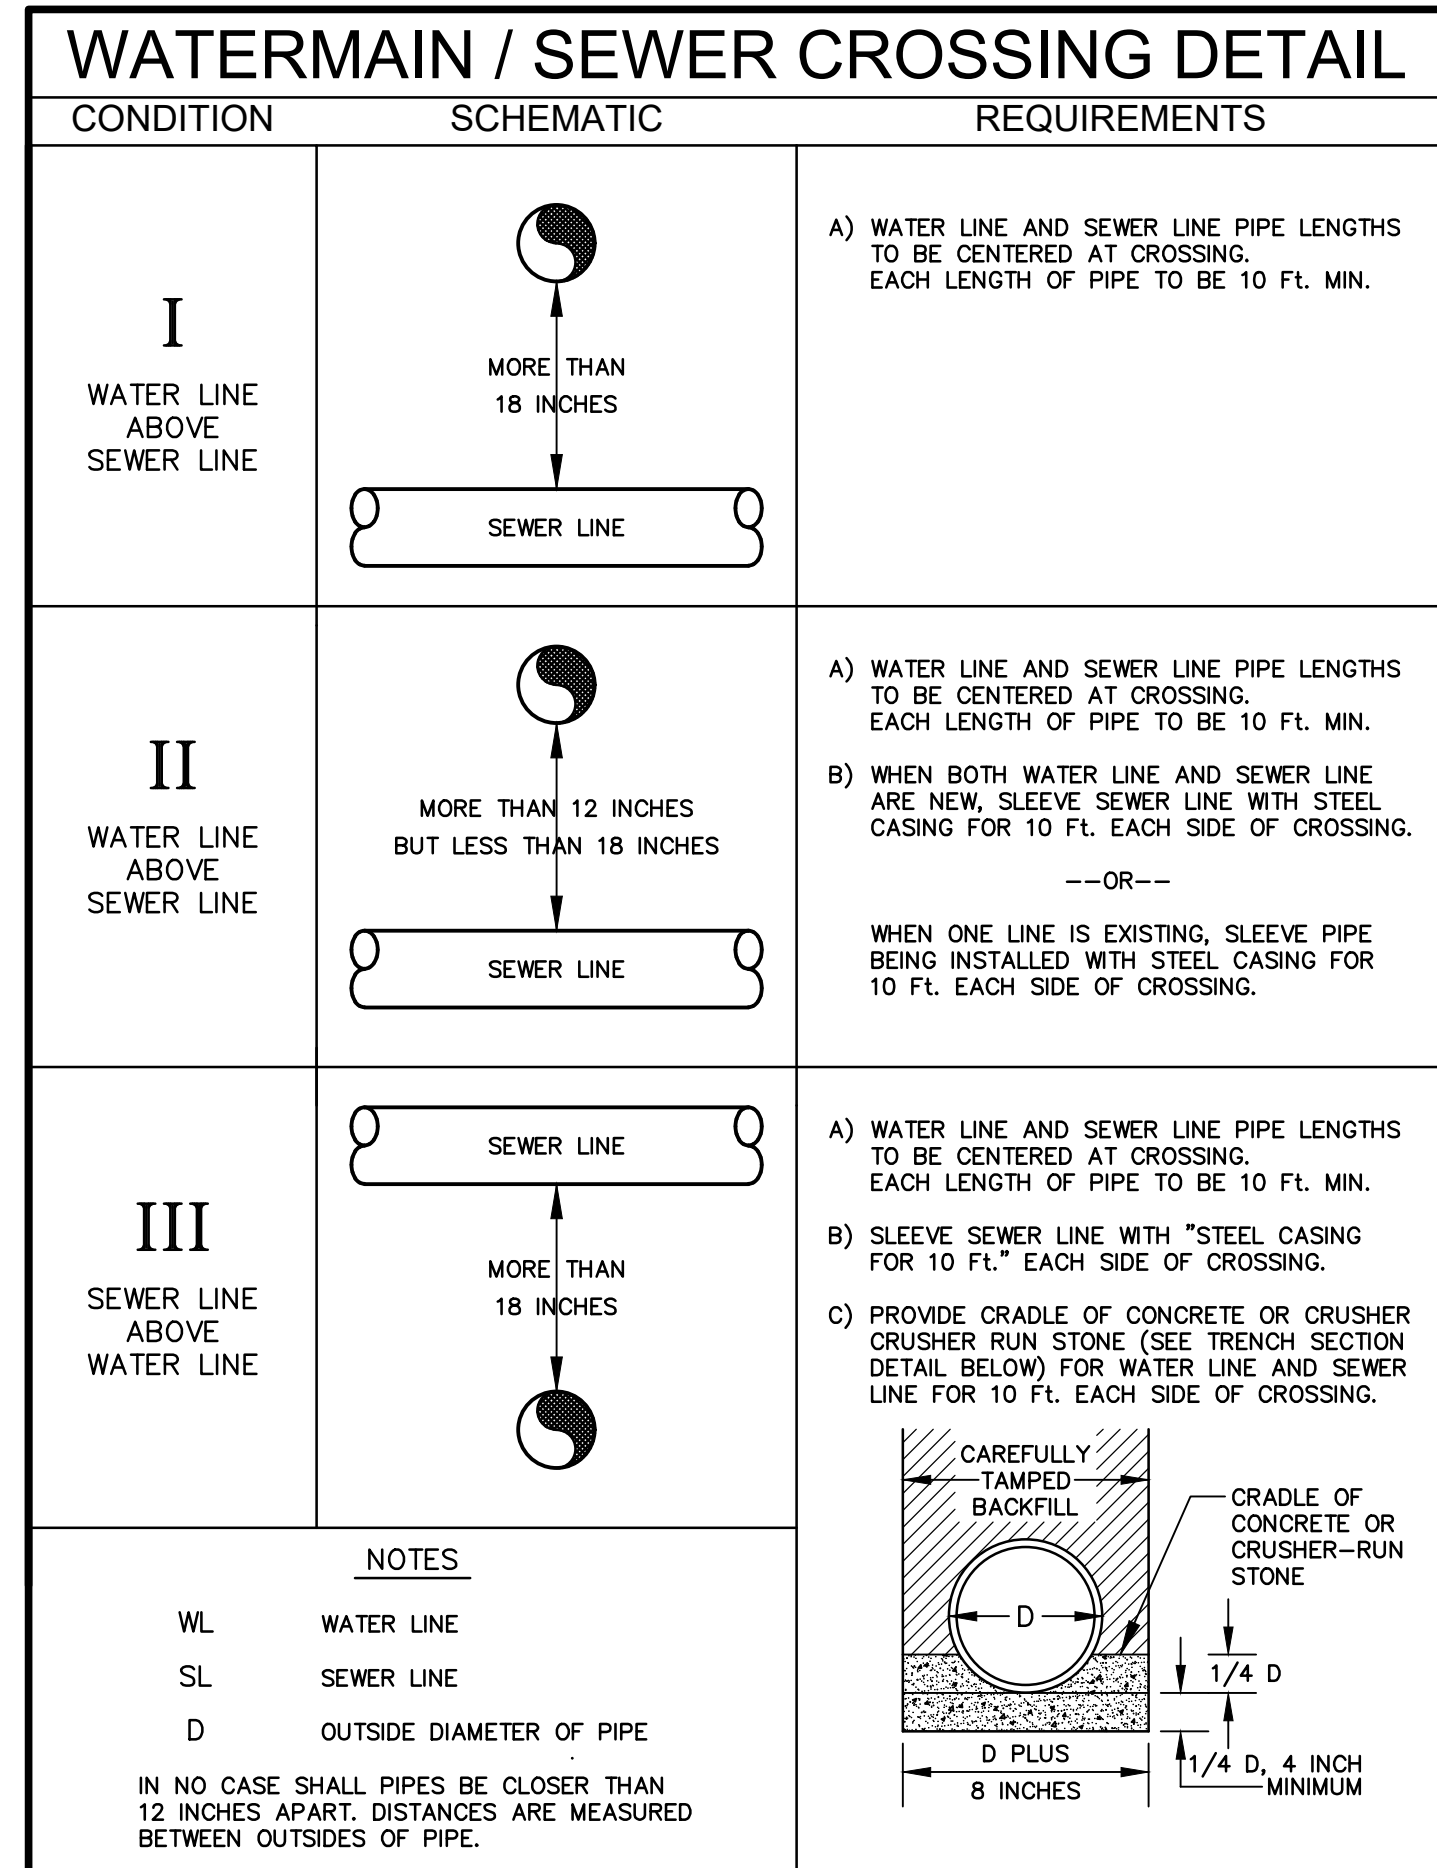 WATERMAIN / SEWER CROSSING DETAIL
CONDITION
SCHEMATIC
REQUIREMENTS
I
WATER LINE
ABOVE
SEWER LINE
MORE THAN
18 INCHES
SEWER LINE
A) WATER LINE AND SEWER LINE PIPE LENGTHS
TO BE CENTERED AT CROSSING.
EACH LENGTH OF PIPE TO BE 10 Ft. MIN.
II
WATER LINE
ABOVE
SEWER LINE
MORE THAN 12 INCHES
BUT LESS THAN 18 INCHES
SEWER LINE
A) WATER LINE AND SEWER LINE PIPE LENGTHS
TO BE CENTERED AT CROSSING.
EACH LENGTH OF PIPE TO BE 10 Ft. MIN.
B) WHEN BOTH WATER LINE AND SEWER LINE
ARE NEW, SLEEVE SEWER LINE WITH STEEL
CASING FOR 10 Ft. EACH SIDE OF CROSSING.
--OR--
WHEN ONE LINE IS EXISTING, SLEEVE PIPE
BEING INSTALLED WITH STEEL CASING FOR
10 Ft. EACH SIDE OF CROSSING.
III
SEWER LINE
ABOVE
WATER LINE
SEWER LINE
MORE THAN
18 INCHES
A) WATER LINE AND SEWER LINE PIPE LENGTHS
TO BE CENTERED AT CROSSING.
EACH LENGTH OF PIPE TO BE 10 Ft. MIN.
B) SLEEVE SEWER LINE WITH "STEEL CASING
FOR 10 Ft." EACH SIDE OF CROSSING.
C) PROVIDE CRADLE OF CONCRETE OR CRUSHER
CRUSHER RUN STONE (SEE TRENCH SECTION
DETAIL BELOW) FOR WATER LINE AND SEWER
LINE FOR 10 Ft. EACH SIDE OF CROSSING.
CAREFULLY
TAMPED
BACKFILL
CRADLE OF
CONCRETE OR
CRUSHER-RUN
STONE
D
1/4 D
1/4 D, 4 INCH
MINIMUM
D PLUS
8 INCHES
NOTES
WL WATER LINE
SL SEWER LINE
D OUTSIDE DIAMETER OF PIPE
IN NO CASE SHALL PIPES BE CLOSER THAN
12 INCHES APART. DISTANCES ARE MEASURED
BETWEEN OUTSIDES OF PIPE.